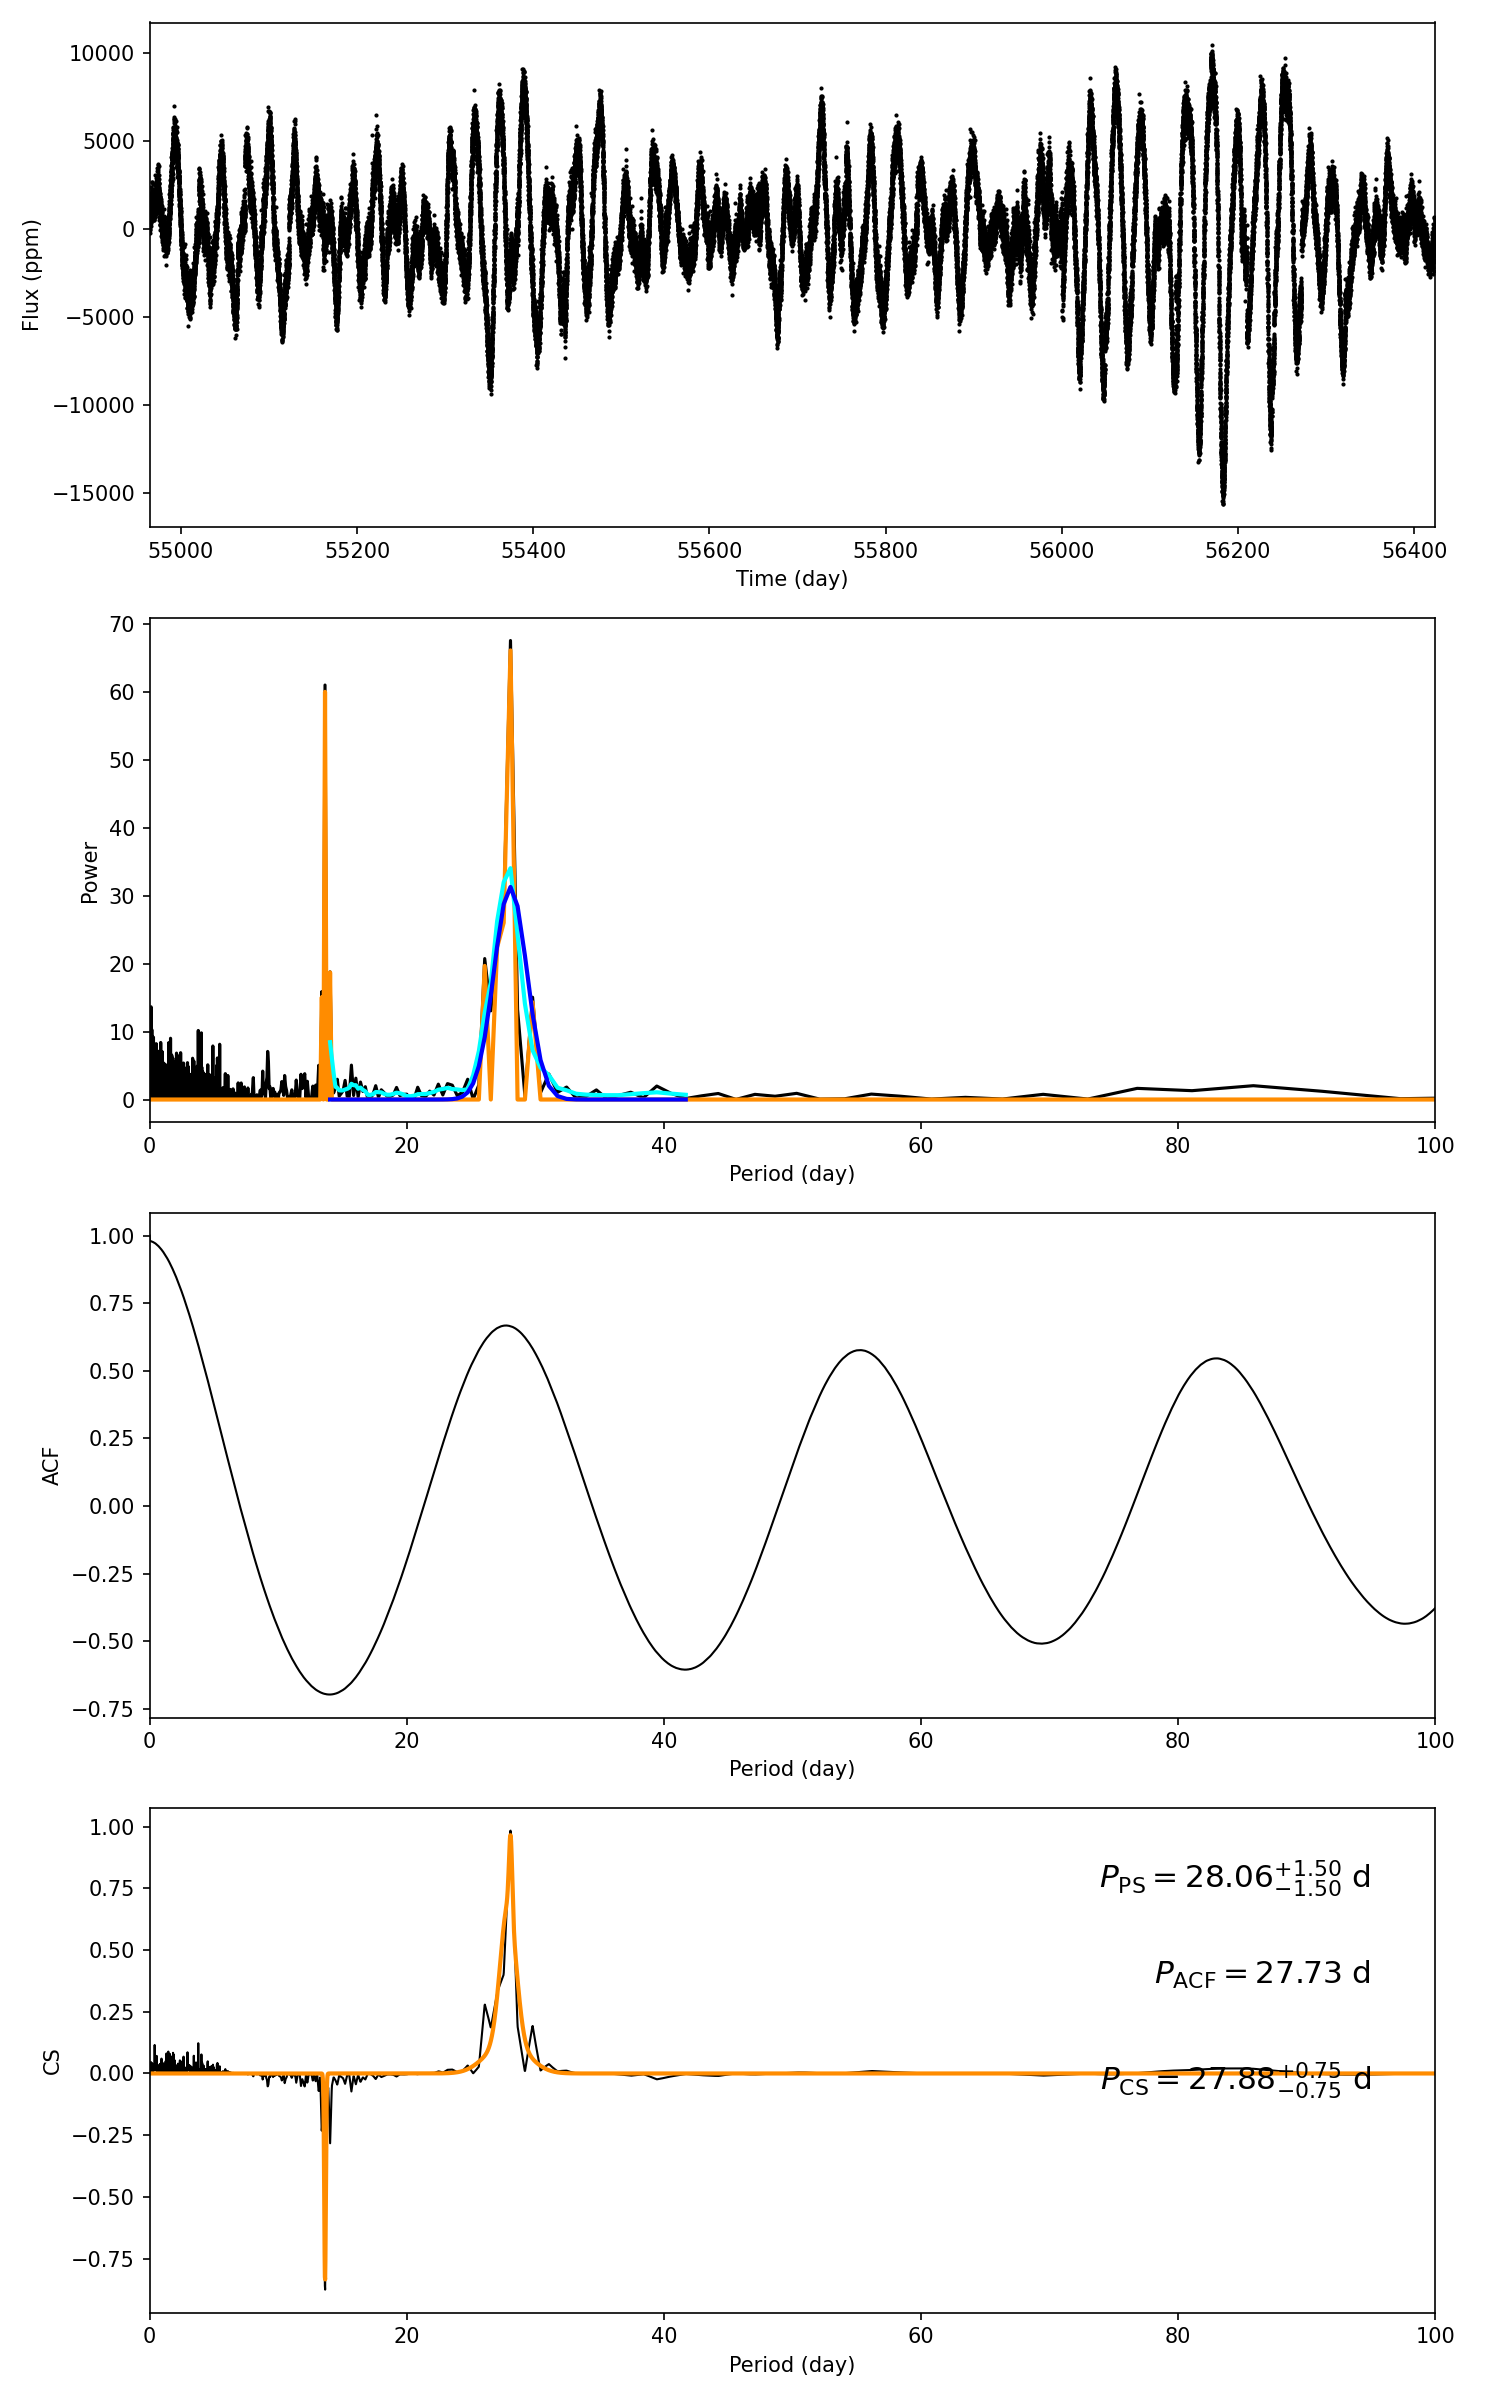 10000
5000
0
−5000
−10000
−15000
Flux (ppm)
55000 55200 55400 55600 55800 56000 56200 56400
Time (day)
70
60
50
40
30
20
10
0
Power
0 20 40 60 80 100
Period (day)
1.00
0.75
0.50
0.25
0.00
−0.25
−0.50
−0.75
ACF
0 20 40 60 80 100
Period (day)
1.00
0.75
0.50
0.25
0.00
−0.25
−0.50
−0.75
CS
P_PS = 28.06 +1.50 −1.50 d
P_ACF = 27.73 d
P_CS = 27.88 +0.75 −0.75 d
0 20 40 60 80 100
Period (day)